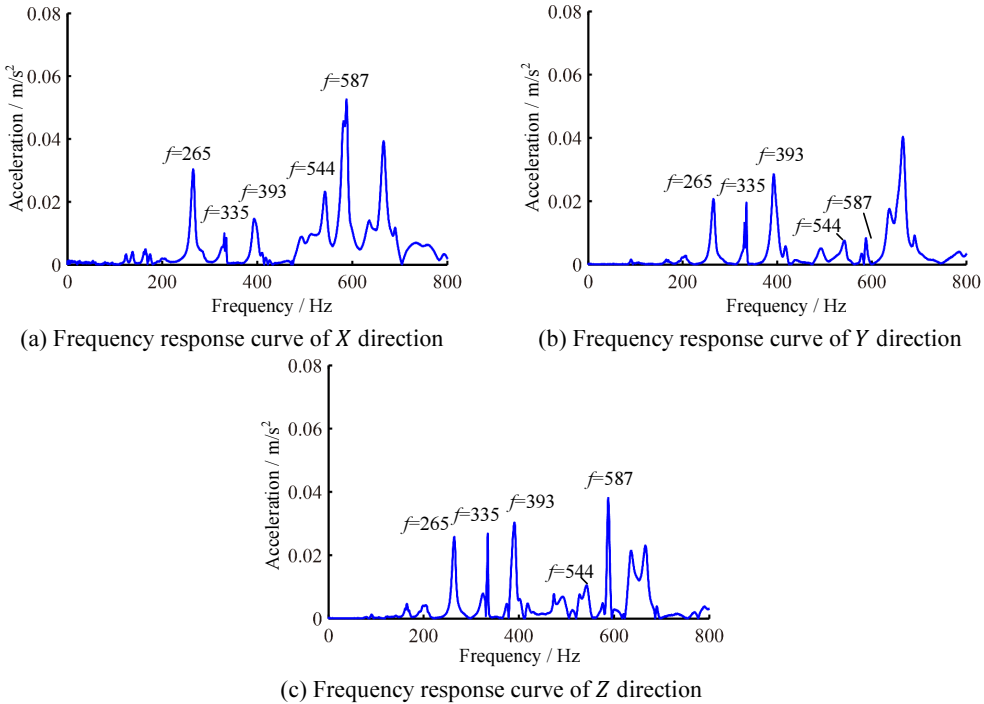 0.08
0.06
0.04
0.02
0
Acceleration / m/s²
f=265
f=335
f=393
f=544
f=587
0 200 400 600 800
Frequency / Hz
(a) Frequency response curve of X direction
0.08
0.06
0.04
0.02
0
Acceleration / m/s²
f=265
f=335
f=393
f=544
f=587
0 200 400 600 800
Frequency / Hz
(b) Frequency response curve of Y direction
0.08
0.06
0.04
0.02
0
Acceleration / m/s²
f=265
f=335
f=393
f=544
f=587
0 200 400 600 800
Frequency / Hz
(c) Frequency response curve of Z direction